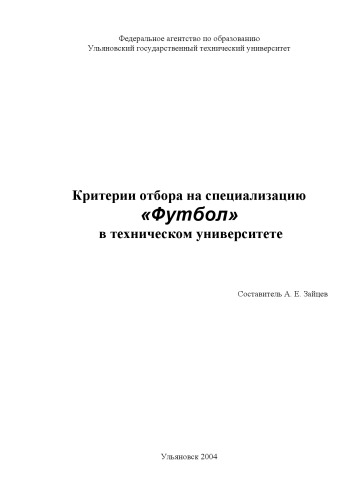 Федеральное агентство по образованию
Ульяновский государственный технический университет
Критерии отбора на специализацию
«Футбол»
в техническом университете
Составитель А. Е. Зайцев
Ульяновск 2004